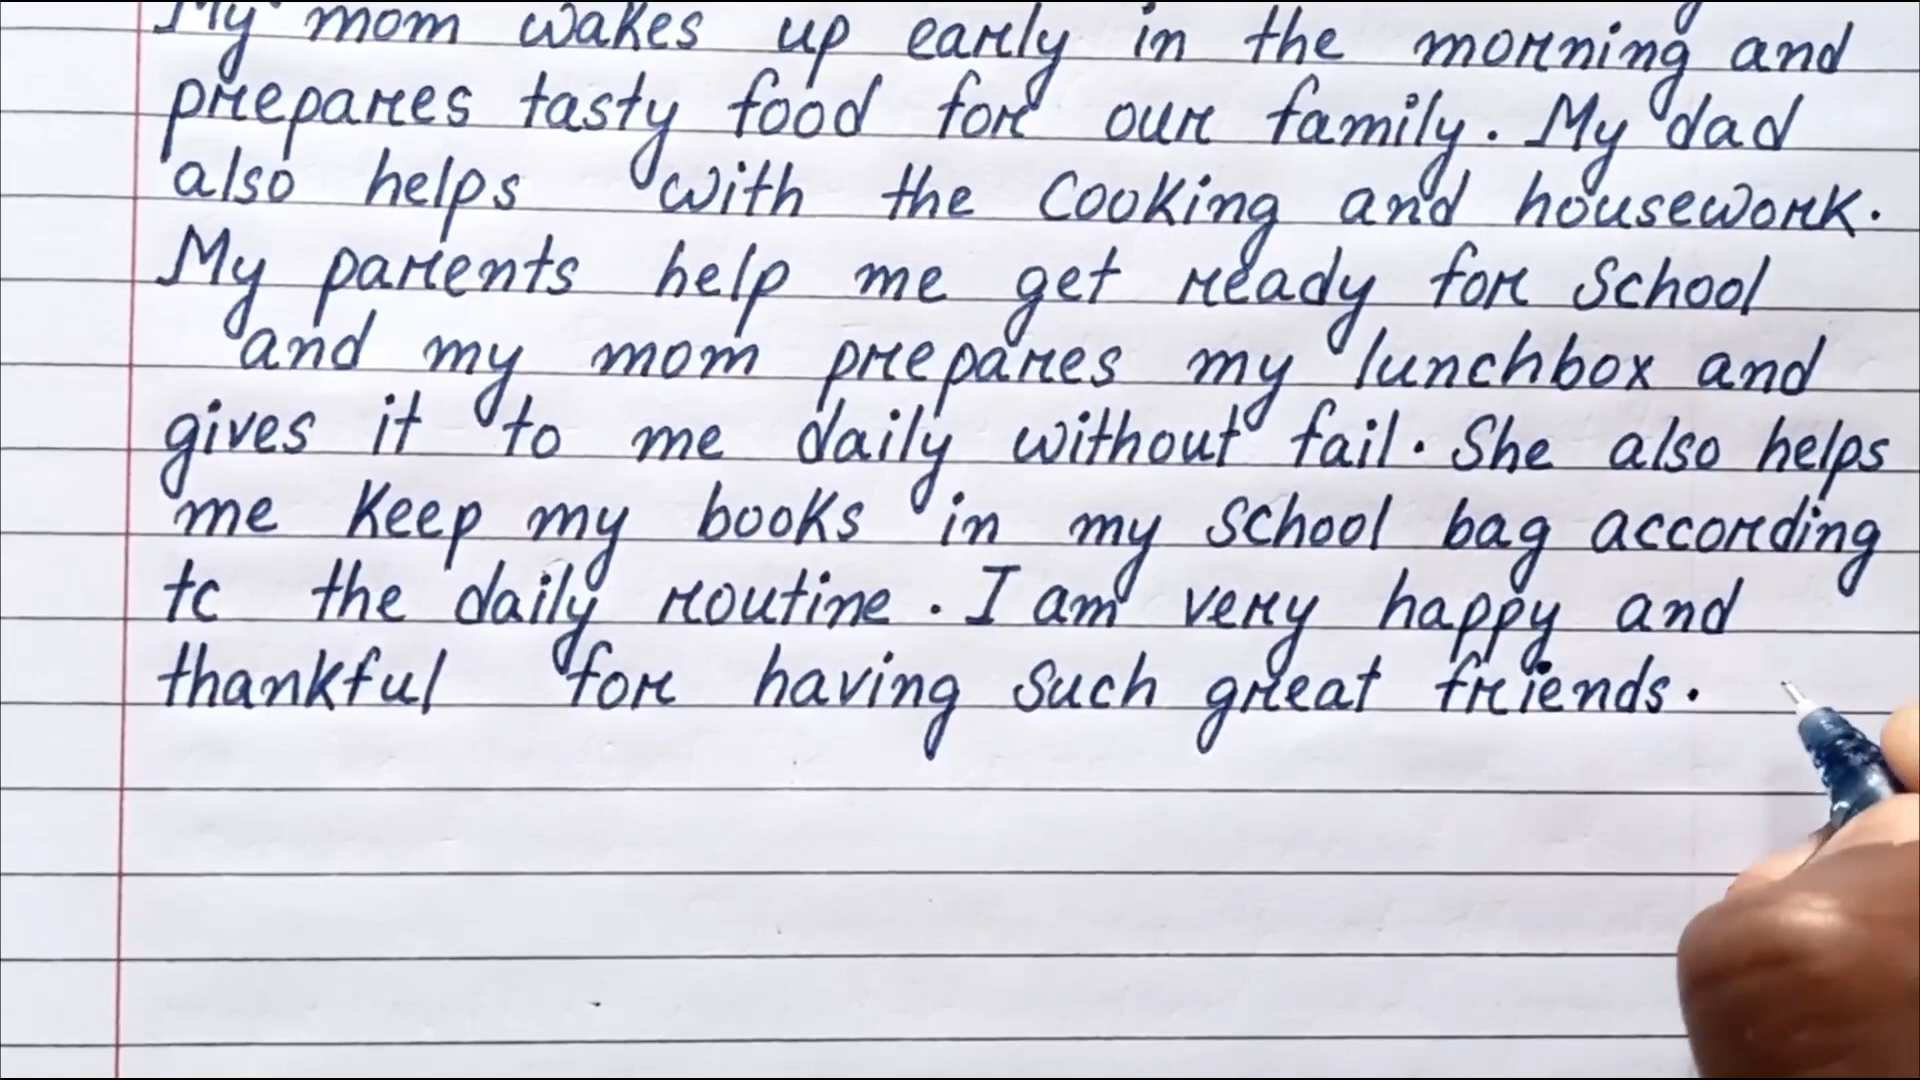 My mom wakes up early in the morning and
prepares tasty food for our family. My dad
also helps with the cooking and housework.
My parents help me get ready for School
and my mom prepares my lunchbox and
gives it to me daily without fail. She also helps
me keep my books in my school bag according
tc the daily routine. I am very happy and
thankful for having such great friends.